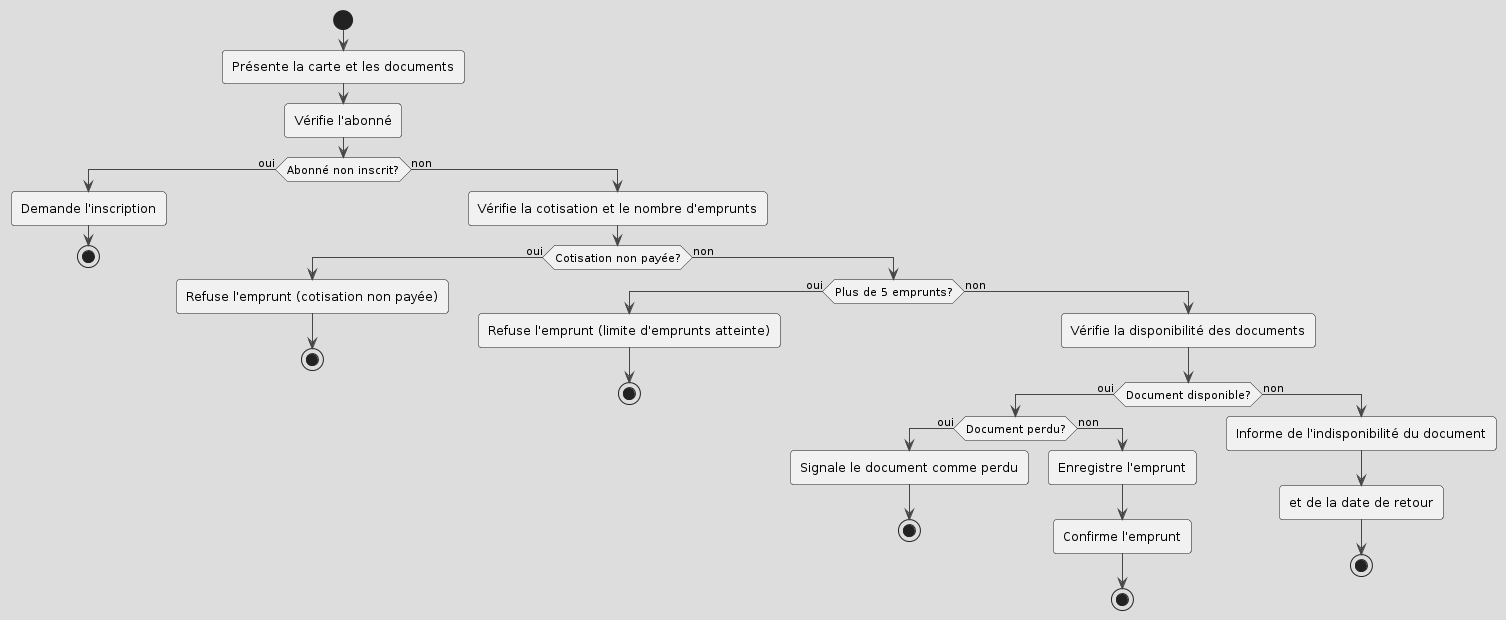 Présente la carte et les documents
Vérifie l'abonné
oui
Abonné non inscrit?
non
Demande l'inscription
Vérifie la cotisation et le nombre d'emprunts
oui
Cotisation non payée?
non
Refuse l'emprunt (cotisation non payée)
oui
Plus de 5 emprunts?
non
Refuse l'emprunt (limite d'emprunts atteinte)
Vérifie la disponibilité des documents
oui
Document disponible?
non
oui
Document perdu?
non
Informe de l'indisponibilité du document
Signale le document comme perdu
Enregistre l'emprunt
et de la date de retour
Confirme l'emprunt